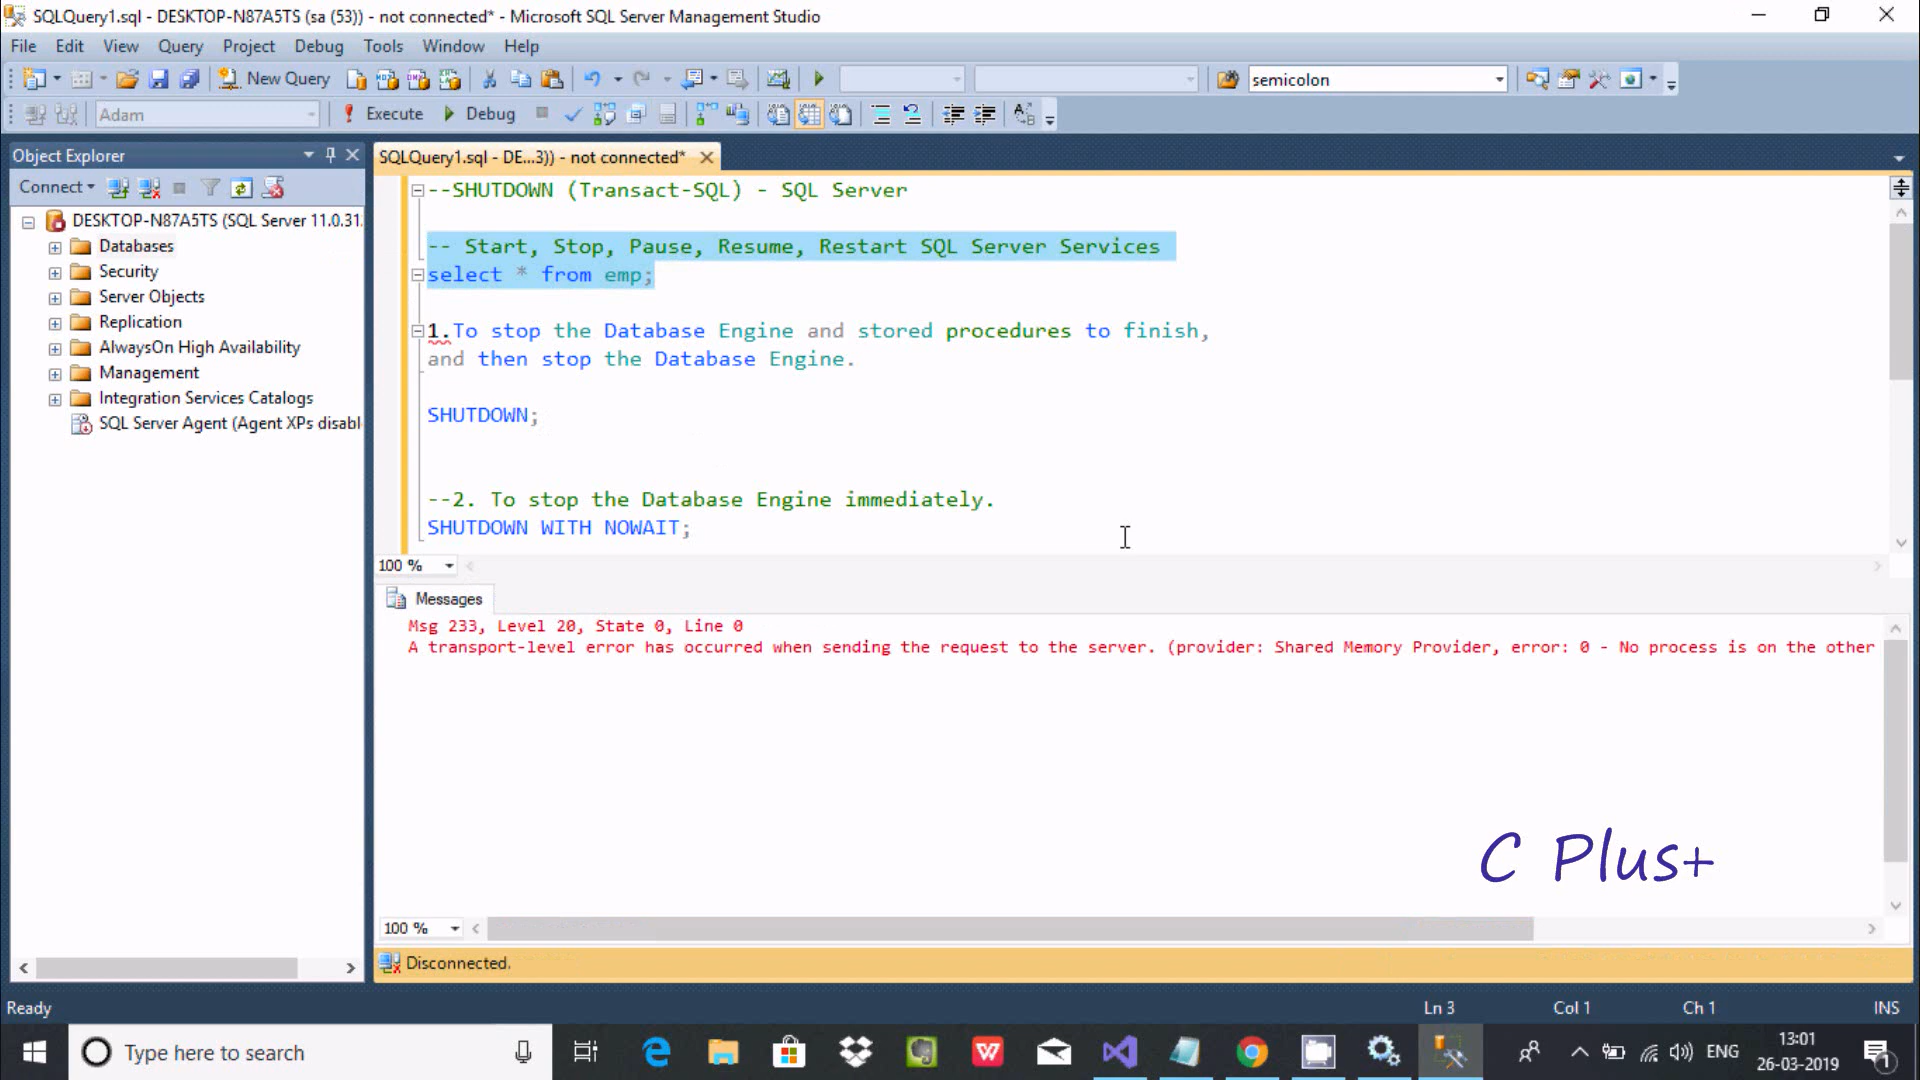 SQLQuery1.sql - DESKTOP-N87A5TS (sa (53)) - not connected* - Microsoft SQL Server Management Studio
File Edit View Query Project Debug Tools Window Help
New Query semicolon
Adam Execute Debug
Object Explorer
SQLQuery1.sql - DE...3)) - not connected*
Connect
DESKTOP-N87A5TS (SQL Server 11.0.31
Databases
Security
Server Objects
Replication
AlwaysOn High Availability
Management
Integration Services Catalogs
SQL Server Agent (Agent XPs disabl
--SHUTDOWN (Transact-SQL) - SQL Server
-- Start, Stop, Pause, Resume, Restart SQL Server Services
select * from emp;
1.To stop the Database Engine and stored procedures to finish,
and then stop the Database Engine.
SHUTDOWN;
--2. To stop the Database Engine immediately.
SHUTDOWN WITH NOWAIT;
100 %
Messages
Msg 233, Level 20, State 0, Line 0
A transport-level error has occurred when sending the request to the server. (provider: Shared Memory Provider, error: 0 - No process is on the other
C Plus+
100 %
Disconnected.
Ready Ln 3 Col 1 Ch 1 INS
Type here to search
ENG
13:01
26-03-2019
1